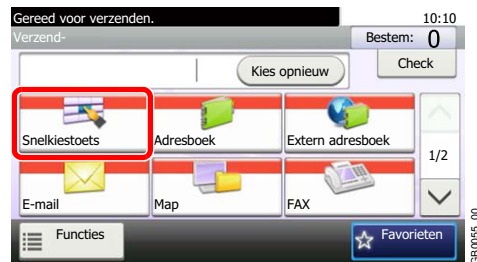 Gereed voor verzenden. 10:10
Verzend- Bestem: 0
Kies opnieuw Check
Snelkiestoets Adresboek Extern adresboek
1/2
E-mail Map FAX
Functies Favorieten
GB0055_00